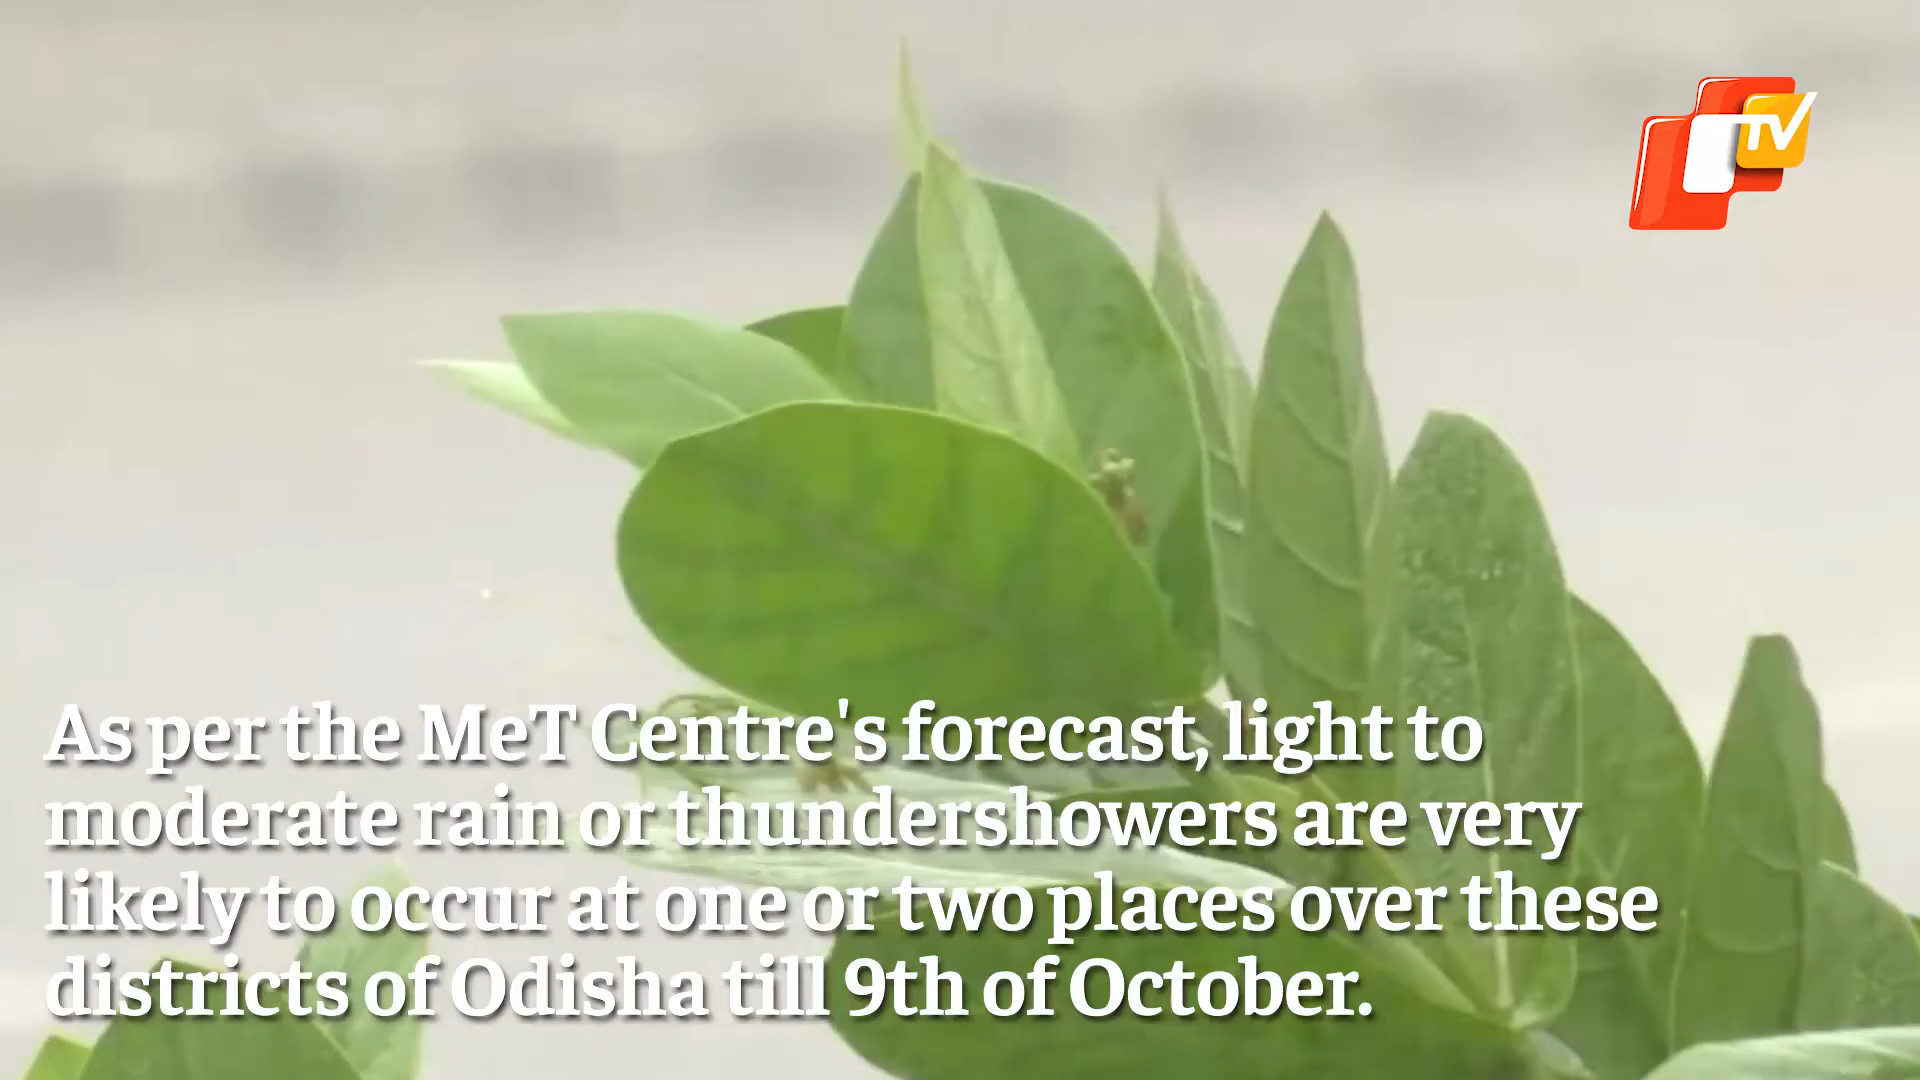 TV
As per the MeT Centre's forecast, light to
moderate rain or thundershowers are very
likely to occur at one or two places over these
districts of Odisha till 9th of October.